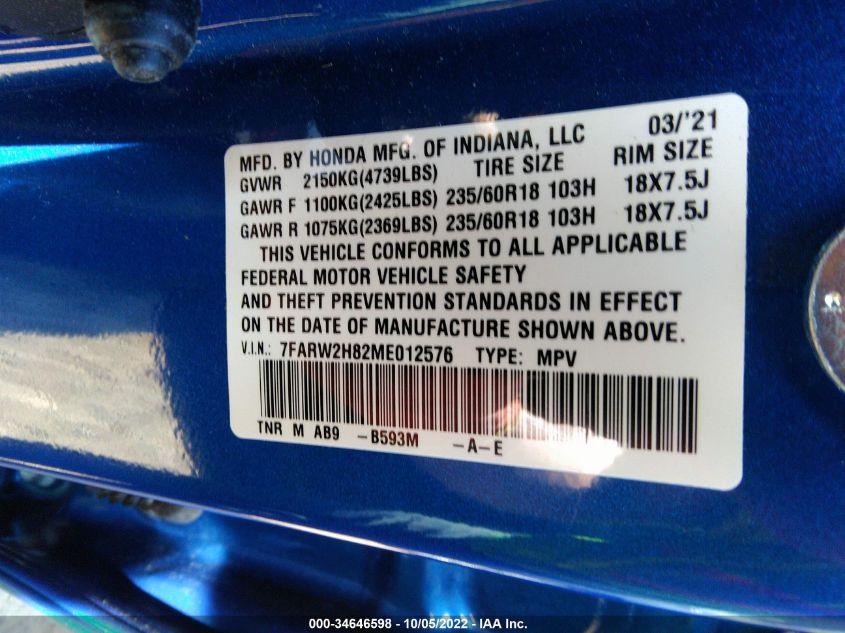 03/'21
MFD. BY HONDA MFG. OF INDIANA, LLC
GVWR 2150KG(4739LBS) TIRE SIZE RIM SIZE
GAWR F 1100KG(2425LBS) 235/60R18 103H 18X7.5J
GAWR R 1075KG(2369LBS) 235/60R18 103H 18X7.5J
THIS VEHICLE CONFORMS TO ALL APPLICABLE
FEDERAL MOTOR VEHICLE SAFETY
AND THEFT PREVENTION STANDARDS IN EFFECT
ON THE DATE OF MANUFACTURE SHOWN ABOVE.
V.I.N.: 7FARW2H82ME012576 TYPE: MPV
TNR M AB9 -B593M -A-E
000-34646598 - 10/05/2022 - IAA Inc.